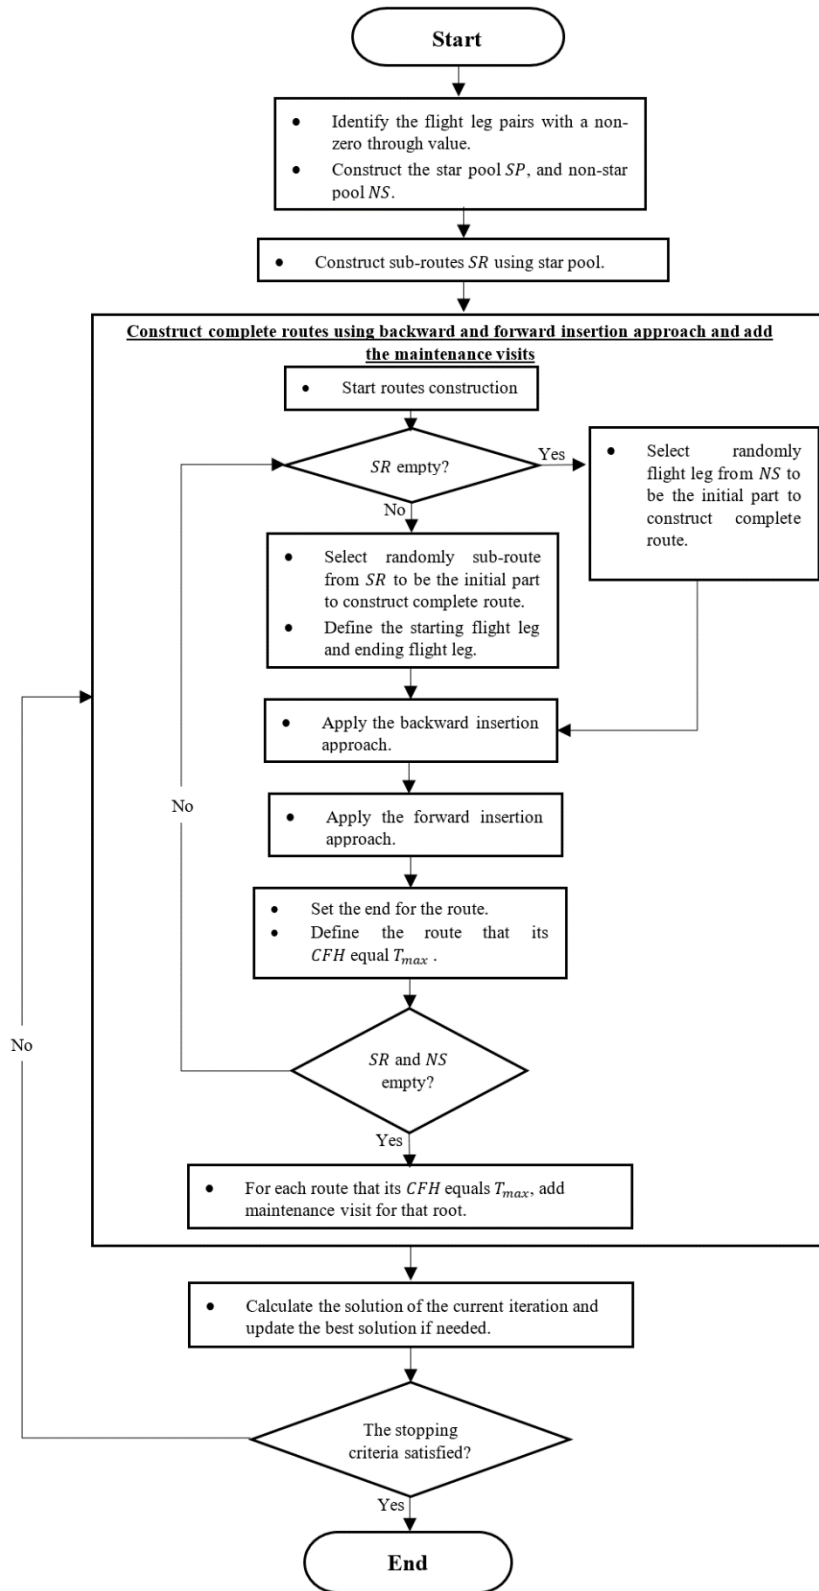 Start
● Identify the flight leg pairs with a non-
zero through value.
● Construct the star pool SP, and non-star
pool NS.
● Construct sub-routes SR using star pool.
Construct complete routes using backward and forward insertion approach and add
the maintenance visits
● Start routes construction
SR empty?
Yes
● Select randomly
flight leg from NS to
be the initial part to
construct complete
route.
No
● Select randomly sub-route
from SR to be the initial part
to construct complete route.
● Define the starting flight leg
and ending flight leg.
● Apply the backward insertion
approach.
No
● Apply the forward insertion
approach.
● Set the end for the route.
● Define the route that its
CFH equal T_max .
No
SR and NS
empty?
Yes
● For each route that its CFH equals T_max, add
maintenance visit for that root.
● Calculate the solution of the current iteration and
update the best solution if needed.
The stopping
criteria satisfied?
Yes
End